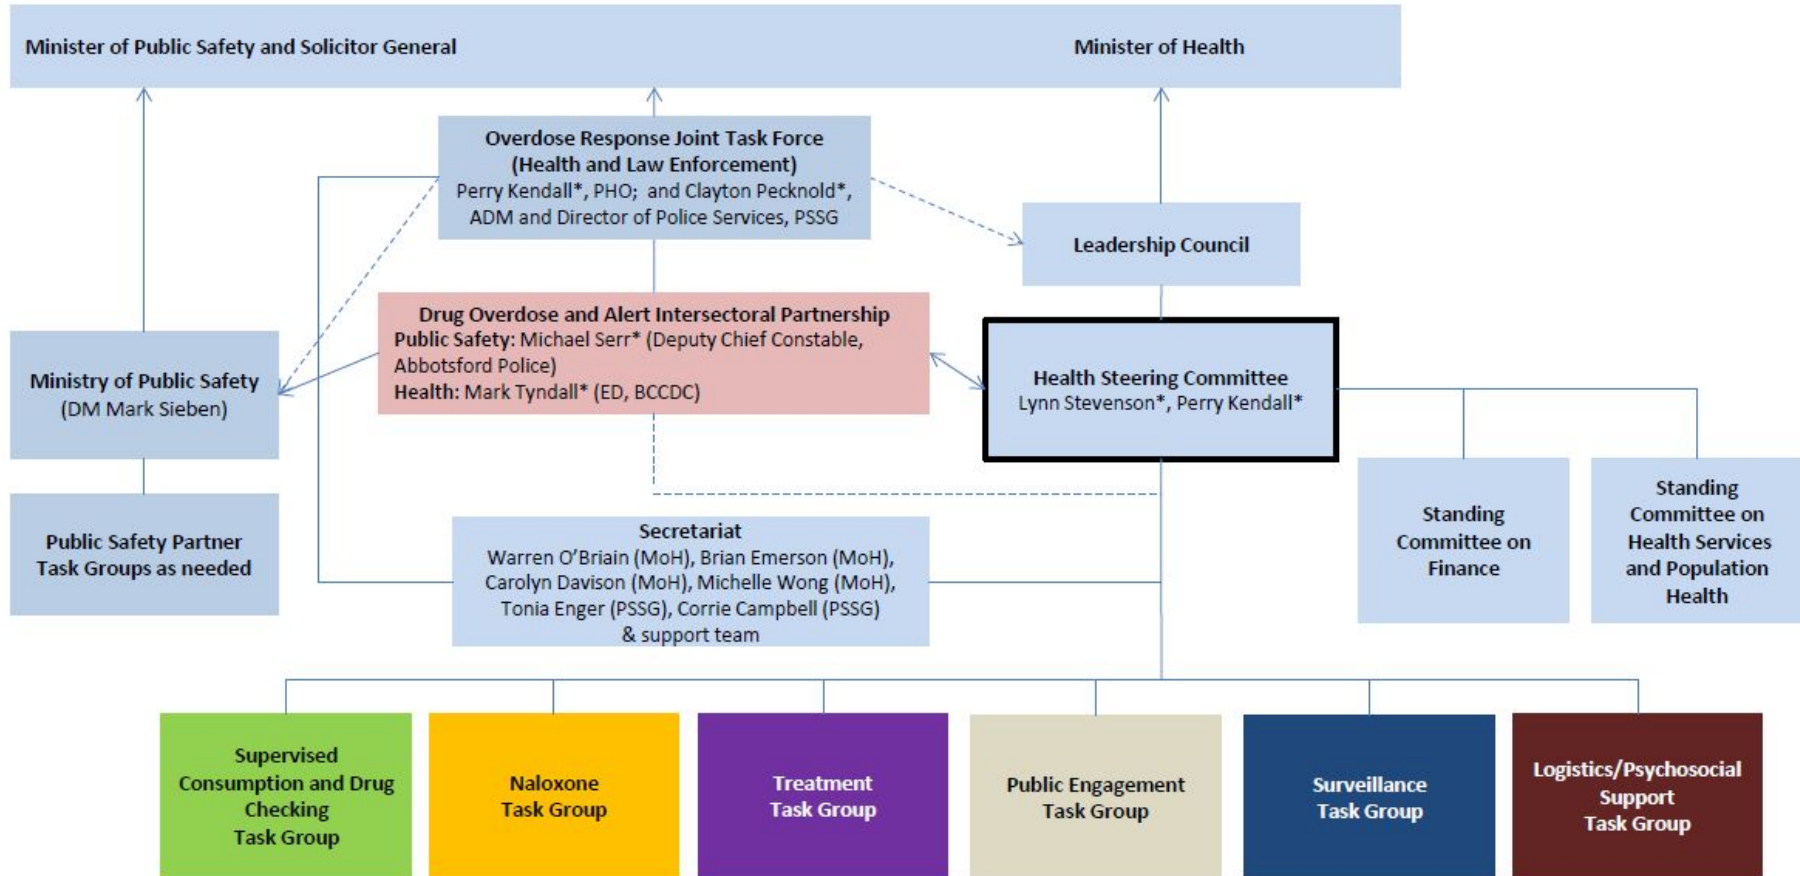 Minister of Public Safety and Solicitor General
Minister of Health
Overdose Response Joint Task Force
(Health and Law Enforcement)
Perry Kendall*, PHO; and Clayton Pecknold*,
ADM and Director of Police Services, PSSG
Leadership Council
Drug Overdose and Alert Intersectoral Partnership
Public Safety: Michael Serr* (Deputy Chief Constable,
Abbotsford Police)
Health: Mark Tyndall* (ED, BCCDC)
Ministry of Public Safety
(DM Mark Sieben)
Health Steering Committee
Lynn Stevenson*, Perry Kendall*
Public Safety Partner
Task Groups as needed
Secretariat
Warren O'Briain (MoH), Brian Emerson (MoH),
Carolyn Davison (MoH), Michelle Wong (MoH),
Tonia Enger (PSSG), Corrie Campbell (PSSG)
& support team
Standing
Committee on
Finance
Standing
Committee on
Health Services
and Population
Health
Supervised
Consumption and Drug
Checking
Task Group
Naloxone
Task Group
Treatment
Task Group
Public Engagement
Task Group
Surveillance
Task Group
Logistics/Psychosocial
Support
Task Group